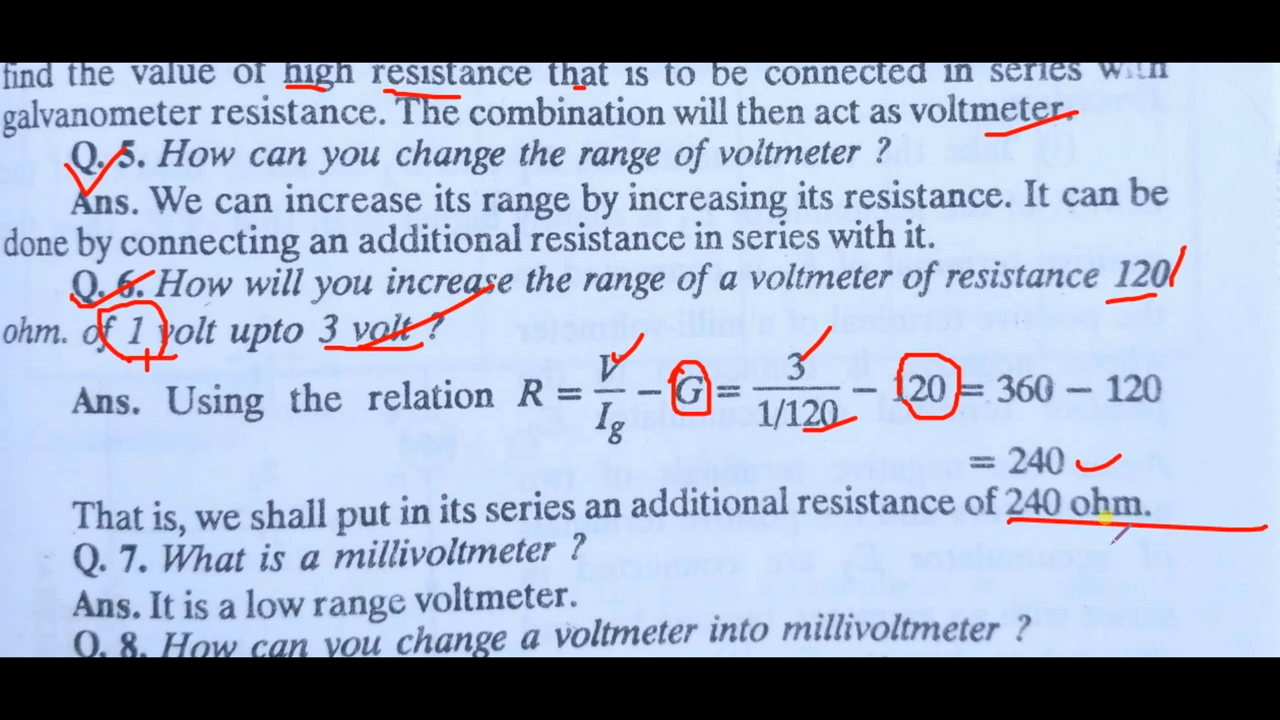 find the value of high resistance that is to be connected in series with
galvanometer resistance. The combination will then act as voltmeter.
Q. 5. How can you change the range of voltmeter ?
Ans. We can increase its range by increasing its resistance. It can be
done by connecting an additional resistance in series with it.
Q. 6. How will you increase the range of a voltmeter of resistance 120
ohm. of 1 volt upto 3 volt ?
Ans. Using the relation R = V/I_g − G = 3/(1/120) − 120 = 360 − 120
= 240
That is, we shall put in its series an additional resistance of 240 ohm.
Q. 7. What is a millivoltmeter ?
Ans. It is a low range voltmeter.
Q. 8. How can you change a voltmeter into millivoltmeter ?